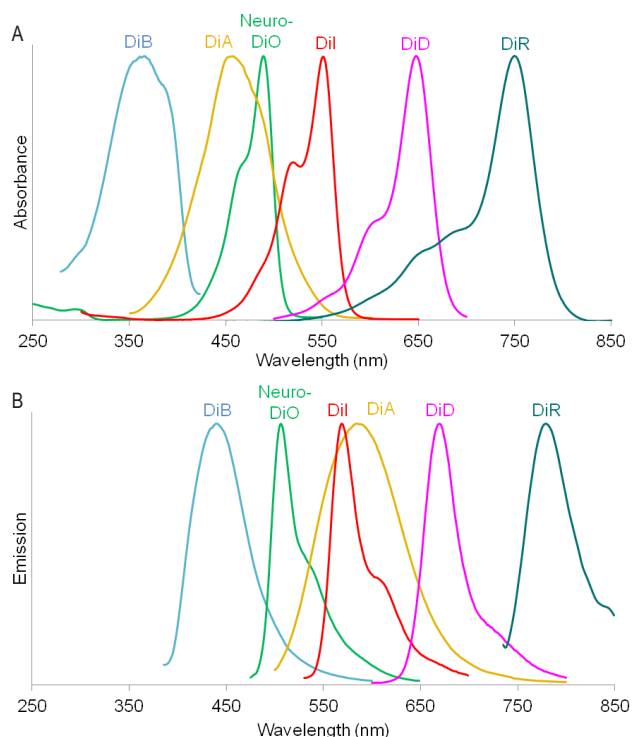 A
DiB
DiA
Neuro-
DiO
DiI
DiD
DiR
Absorbance
250 350 450 550 650 750 850
Wavelength (nm)
B
DiB
Neuro-
DiO
DiI
DiA
DiD
DiR
Emission
250 350 450 550 650 750 850
Wavelength (nm)